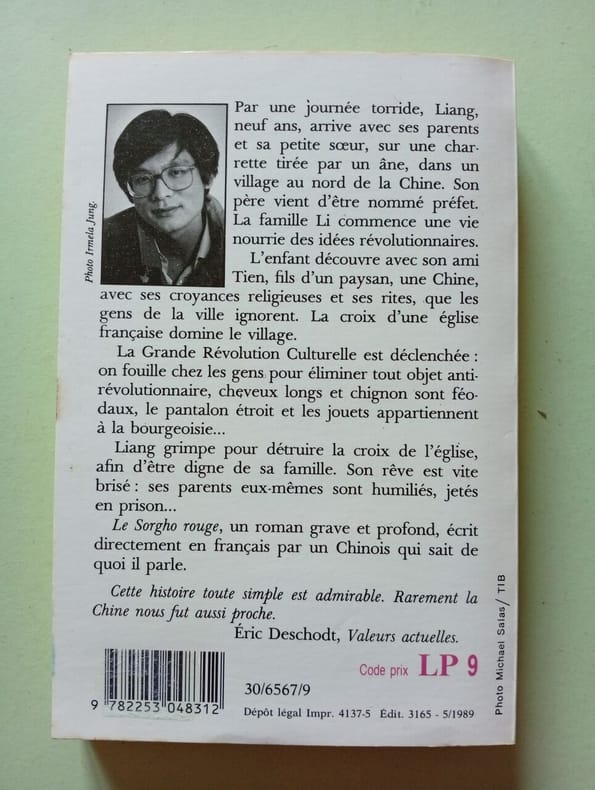 Par une journée torride, Liang,
neuf ans, arrive avec ses parents
et sa petite sœur, sur une char-
rette tirée par un âne, dans un
village au nord de la Chine. Son
père vient d'être nommé préfet.
La famille Li commence une vie
nourrie des idées révolutionnaires.
L'enfant découvre avec son ami
Tien, fils d'un paysan, une Chine,
avec ses croyances religieuses et ses rites, que les
gens de la ville ignorent. La croix d'une église
française domine le village.
La Grande Révolution Culturelle est déclenchée :
on fouille chez les gens pour éliminer tout objet anti-
révolutionnaire, cheveux longs et chignon sont féo-
daux, le pantalon étroit et les jouets appartiennent
à la bourgeoisie...
Liang grimpe pour détruire la croix de l'église,
afin d'être digne de sa famille. Son rêve est vite
brisé : ses parents eux-mêmes sont humiliés, jetés
en prison...
Le Sorgho rouge, un roman grave et profond, écrit
directement en français par un Chinois qui sait de
quoi il parle.
Cette histoire toute simple est admirable. Rarement la
Chine nous fut aussi proche.
Éric Deschodt, Valeurs actuelles.
Code prix LP 9
30/6567/9
9 782253 048312
Dépôt légal Impr. 4137-5 Édit. 3165 - 5/1989
Photo Irmela Jung.
Photo Michael Salas / TIB